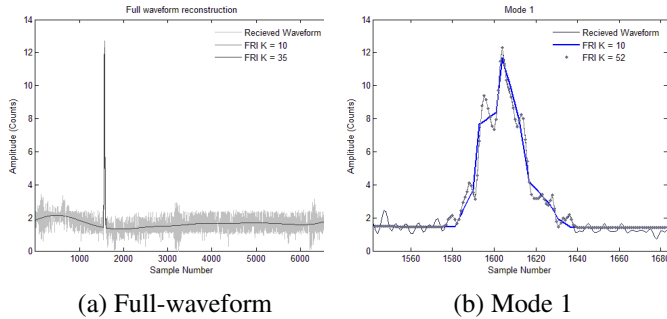 Full waveform reconstruction
14
12
10
8
6
4
2
0
Amplitude (Counts)
Recieved Waveform
FRI K = 10
FRI K = 35
1000
2000
3000
4000
5000
6000
Sample Number
(a) Full-waveform
Mode 1
14
12
10
8
6
4
2
0
Amplitude (Counts)
Recieved Waveform
FRI K = 10
FRI K = 52
1560
1580
1600
1620
1640
1660
Sample Number
(b) Mode 1